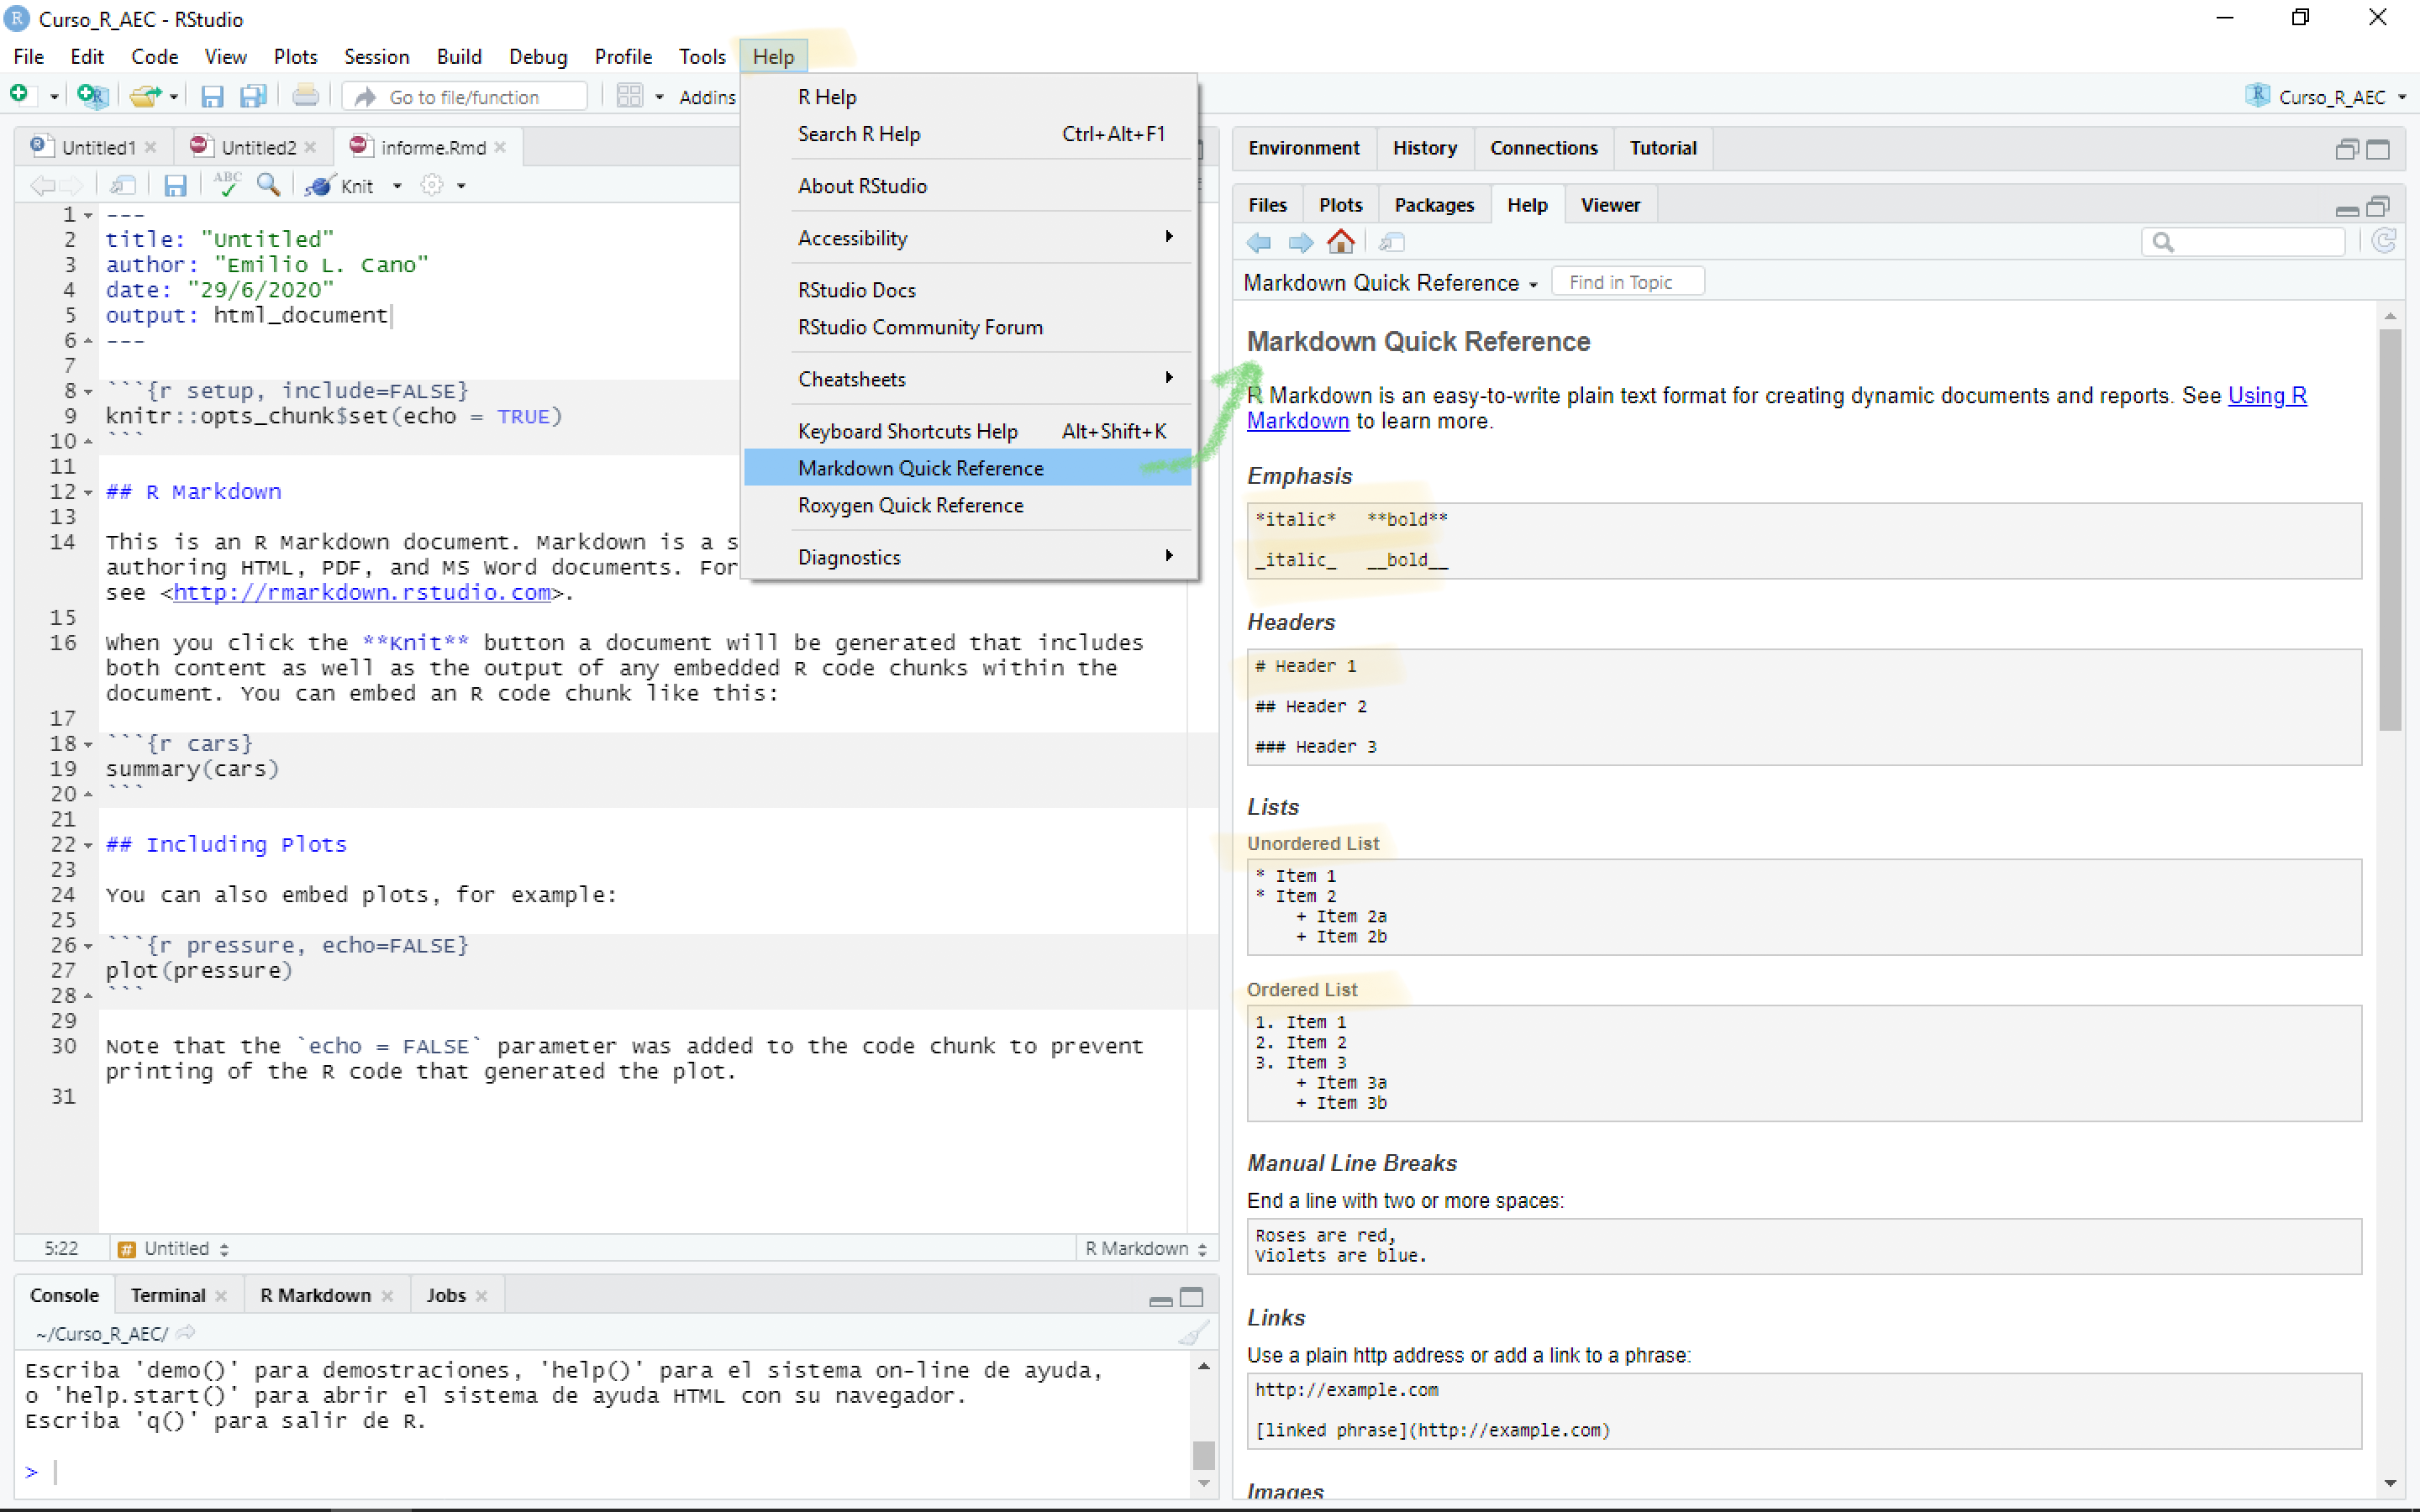 Curso_R_AEC - RStudio
File Edit Code View Plots Session Build Debug Profile Tools Help
Go to file/function Addins Curso_R_AEC
Untitled1 Untitled2 informe.Rmd
ABC Knit
1 ---
2 title: "Untitled"
3 author: "Emilio L. Cano"
4 date: "29/6/2020"
5 output: html_document
6 ---
7
8 ```{r setup, include=FALSE}
9 knitr::opts_chunk$set(echo = TRUE)
10 ```
11
12 ## R Markdown
13
14 This is an R Markdown document. Markdown is a s
authoring HTML, PDF, and MS Word documents. For
see <http://rmarkdown.rstudio.com>.
15
16 When you click the **Knit** button a document will be generated that includes
both content as well as the output of any embedded R code chunks within the
document. You can embed an R code chunk like this:
17
18 ```{r cars}
19 summary(cars)
20 ```
21
22 ## Including Plots
23
24 You can also embed plots, for example:
25
26 ```{r pressure, echo=FALSE}
27 plot(pressure)
28 ```
29
30 Note that the `echo = FALSE` parameter was added to the code chunk to prevent
printing of the R code that generated the plot.
31
5:22 # Untitled R Markdown
R Help
Search R Help Ctrl+Alt+F1
About RStudio
Accessibility
RStudio Docs
RStudio Community Forum
Cheatsheets
Keyboard Shortcuts Help Alt+Shift+K
Markdown Quick Reference
Roxygen Quick Reference
Diagnostics
Console Terminal R Markdown Jobs
~/Curso_R_AEC/
Escriba 'demo()' para demostraciones, 'help()' para el sistema on-line de ayuda,
o 'help.start()' para abrir el sistema de ayuda HTML con su navegador.
Escriba 'q()' para salir de R.
>
Environment History Connections Tutorial
Files Plots Packages Help Viewer
Markdown Quick Reference Find in Topic
Markdown Quick Reference
R Markdown is an easy-to-write plain text format for creating dynamic documents and reports. See Using R
Markdown to learn more.
Emphasis
*italic* **bold**
_italic_ __bold__
Headers
# Header 1
## Header 2
### Header 3
Lists
Unordered List
* Item 1
* Item 2
+ Item 2a
+ Item 2b
Ordered List
1. Item 1
2. Item 2
3. Item 3
+ Item 3a
+ Item 3b
Manual Line Breaks
End a line with two or more spaces:
Roses are red,
Violets are blue.
Links
Use a plain http address or add a link to a phrase:
http://example.com
[linked phrase](http://example.com)
Images